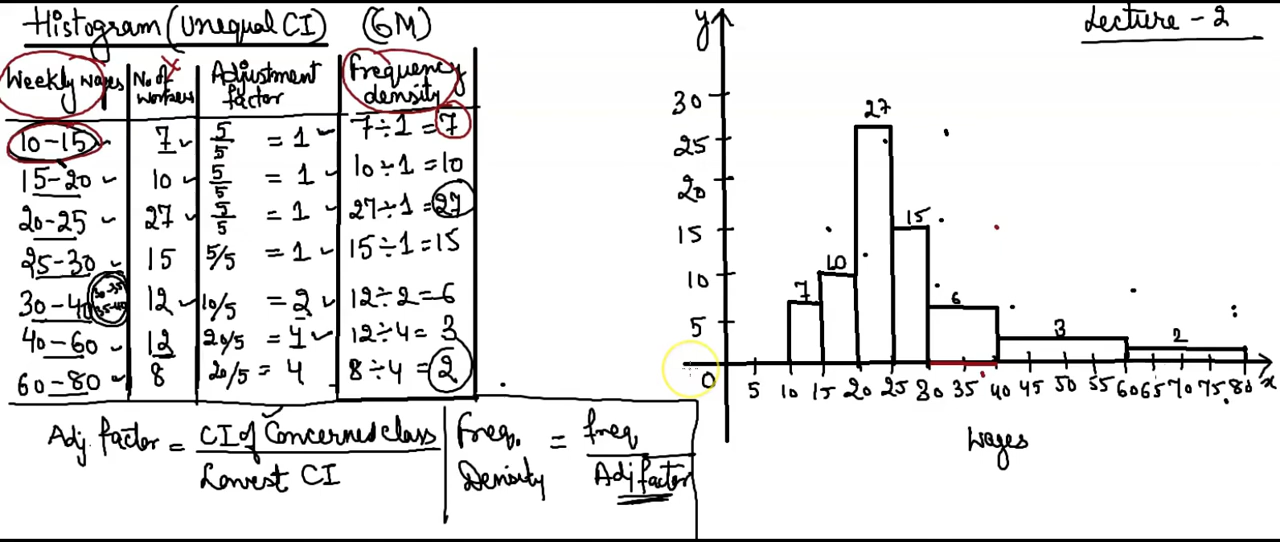 Histogram (Unequal CI) (6M)
Lecture - 2
Weekly wages No. of workers Adjustment factor Frequency density
10-15 7 5/5 = 1 7÷1 = 7
15-20 10 5/5 = 1 10÷1 = 10
20-25 27 5/5 = 1 27÷1 = 27
25-30 15 5/5 = 1 15÷1 = 15
30-40 12 10/5 = 2 12÷2 = 6
40-60 12 20/5 = 4 12÷4 = 3
60-80 8 20/5 = 4 8÷4 = 2
Adj. factor = CI of Concerned class / Lowest CI
Freq. Density = freq / Adj factor
y
30
25
20
15
10
5
0
7 10 27 15 6 3 2
5 10 15 20 25 30 35 40 45 50 55 60 65 70 75 80 x
Wages